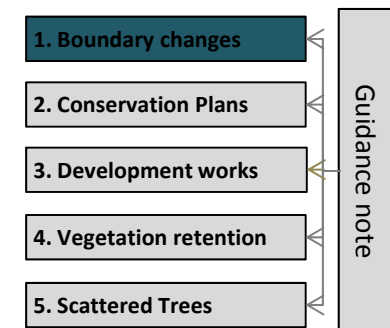 1. Boundary changes
2. Conservation Plans
3. Development works
4. Vegetation retention
5. Scattered Trees
Guidance note